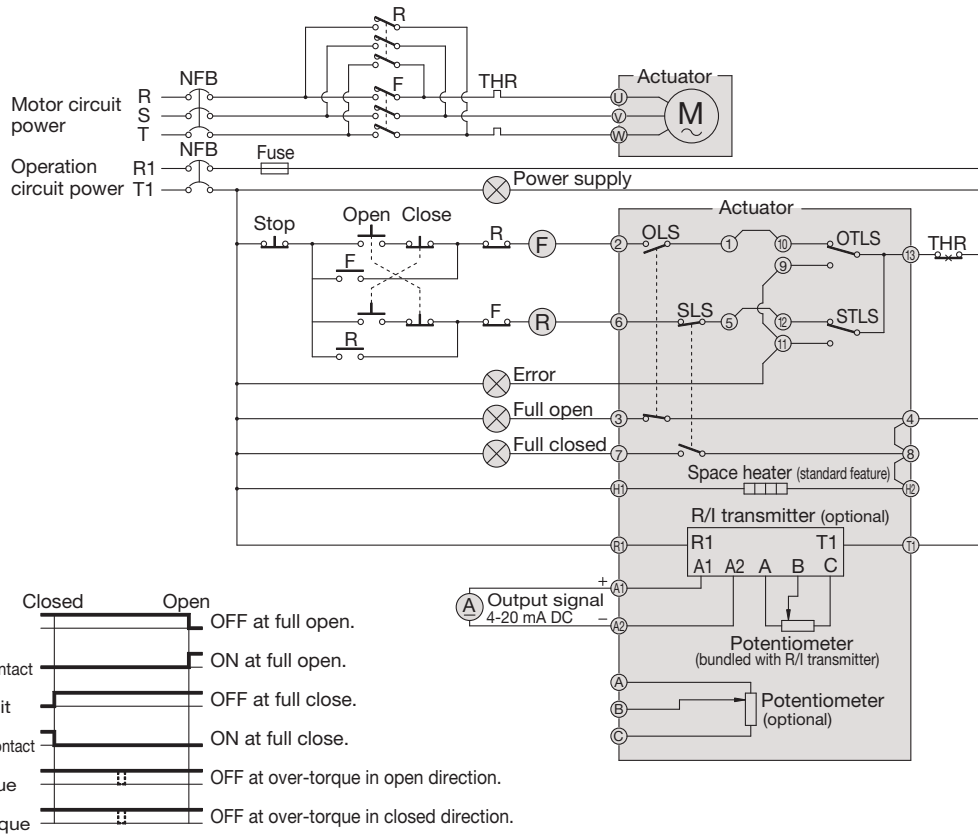 R
NFB
F
THR
Actuator
Motor circuit
power
R
S
T
U
V
W
M
NFB
Operation
circuit power
R1
T1
Fuse
Power supply
Actuator
Stop
Open
Close
R
F
2
OLS
1
10
OTLS
13
THR
F
9
F
R
6
SLS
5
12
STLS
R
11
Error
Full open
3
4
Full closed
7
8
Space heater (standard feature)
H1
H2
R/I transmitter (optional)
R1
R1
T1
T1
A1 A2 A B C
+
A1
A
Output signal
4-20 mA DC
−
A2
Potentiometer
(bundled with R/I transmitter)
A
B
C
Potentiometer
(optional)
Closed
Open
OFF at full open.
ntact
ON at full open.
it
OFF at full close.
ontact
ON at full close.
ue
OFF at over-torque in open direction.
que
OFF at over-torque in closed direction.